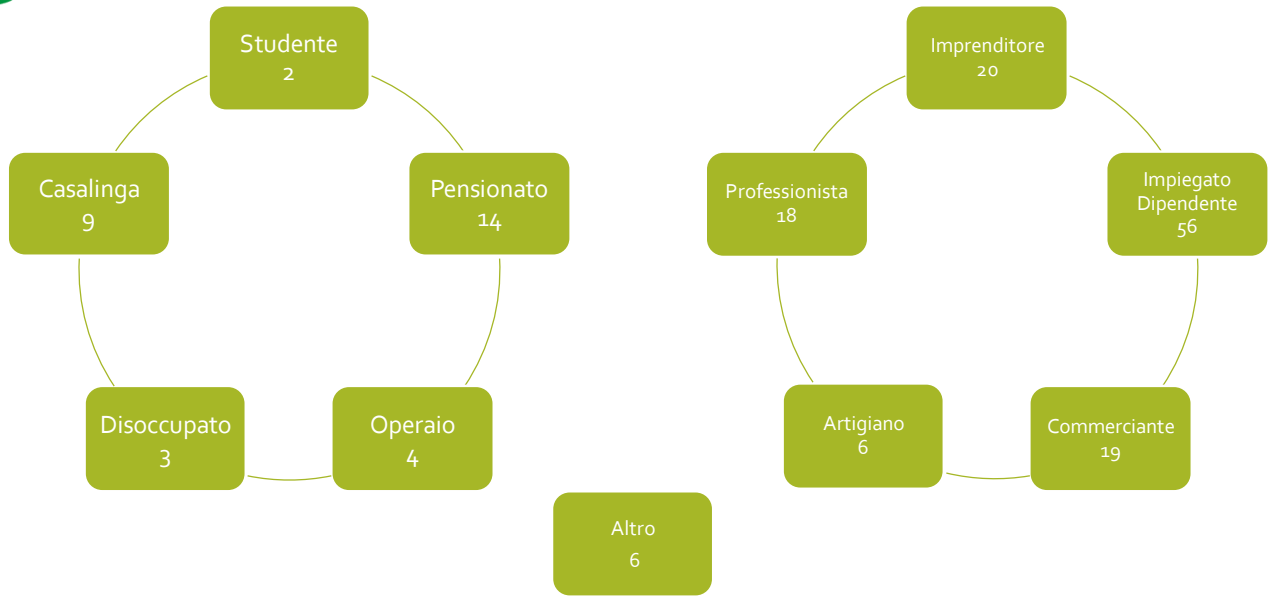 Studente
2
Pensionato
14
Operaio
4
Disoccupato
3
Casalinga
9
Imprenditore
20
Impiegato
Dipendente
56
Commerciante
19
Artigiano
6
Professionista
18
Altro
6